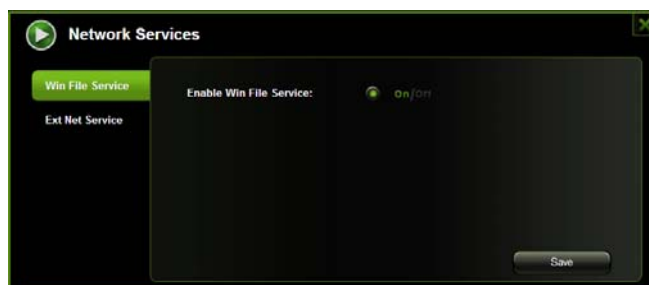 Network Services
Win File Service
Enable Win File Service: On/Off
Ext Net Service
Save